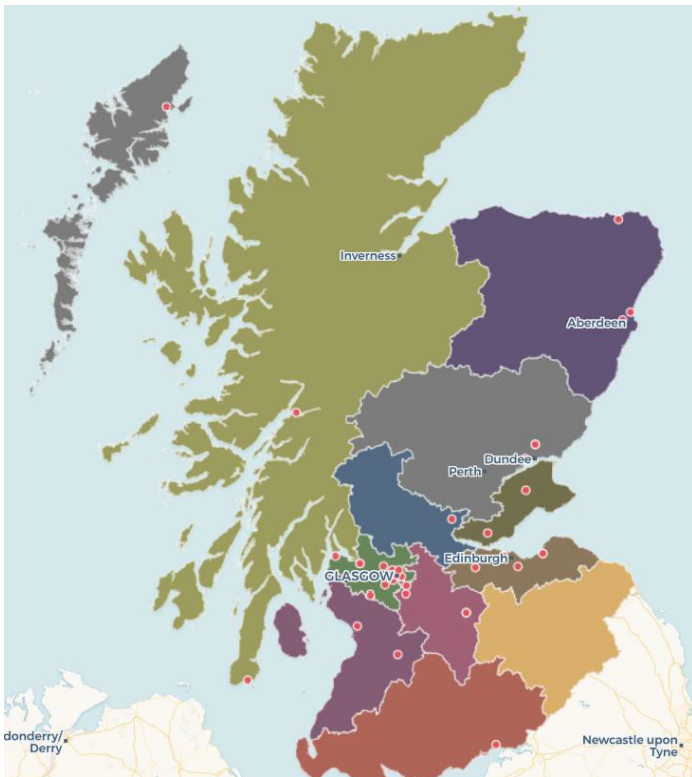 Inverness
Aberdeen
Dundee
Perth
Edinburgh
GLASGOW
donderry/
Derry
Newcastle upon
Tyne